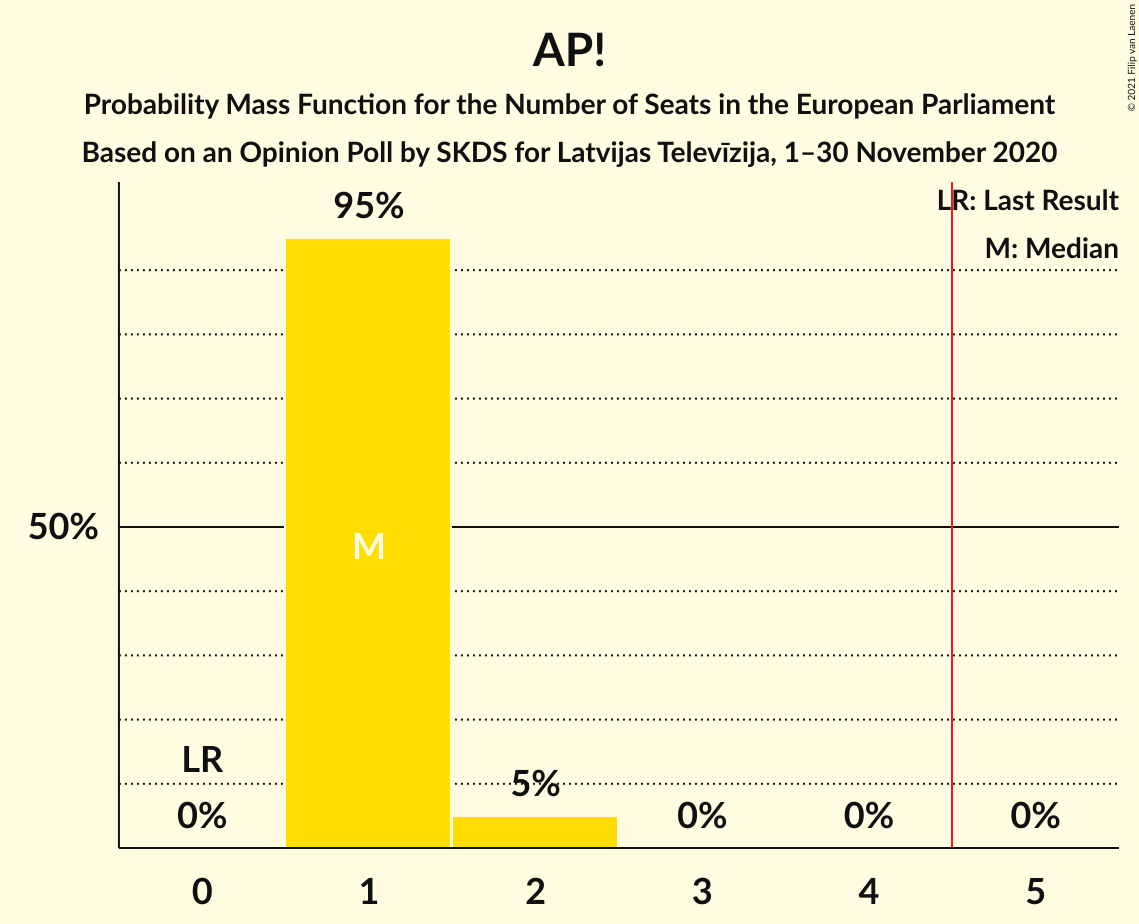 AP!
Probability Mass Function for the Number of Seats in the European Parliament
Based on an Opinion Poll by SKDS for Latvijas Televīzija, 1–30 November 2020
© 2021 Filip van Laenen
LR: Last Result
M: Median
95%
50%
M
LR
0%
5%
0%
0%
0%
0
1
2
3
4
5